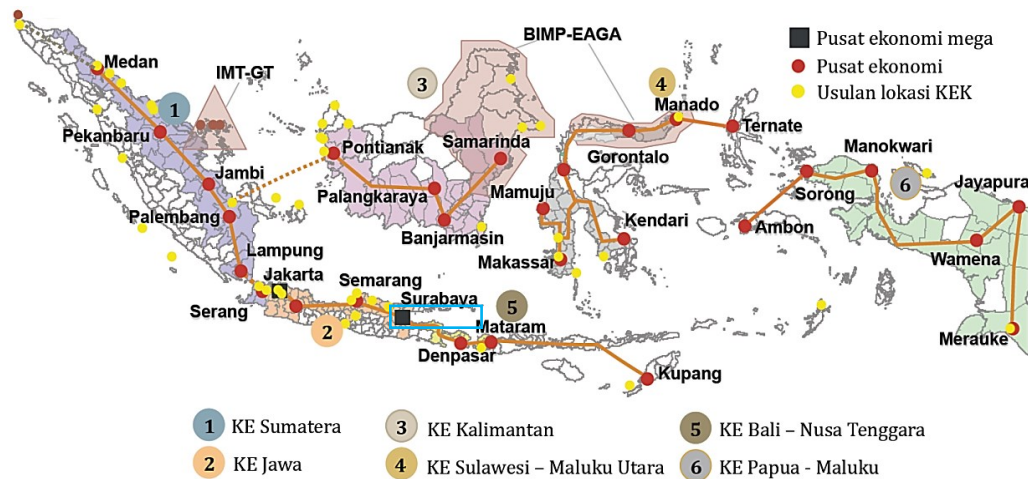 BIMP-EAGA
Pusat ekonomi mega
Pusat ekonomi
Usulan lokasi KEK
Medan
IMT-GT
3
4
1
Manado
Pekanbaru
Pontianak
Samarinda
Ternate
Gorontalo
Manokwari
Jambi
Palangkaraya
Mamuju
Sorong
6
Jayapura
Palembang
Banjarmasin
Kendari
Ambon
Lampung
Makassar
Wamena
Jakarta
Semarang
Serang
Surabaya
5
2
Mataram
Denpasar
Merauke
Kupang
1 KE Sumatera
3 KE Kalimantan
5 KE Bali – Nusa Tenggara
2 KE Jawa
4 KE Sulawesi – Maluku Utara
6 KE Papua - Maluku